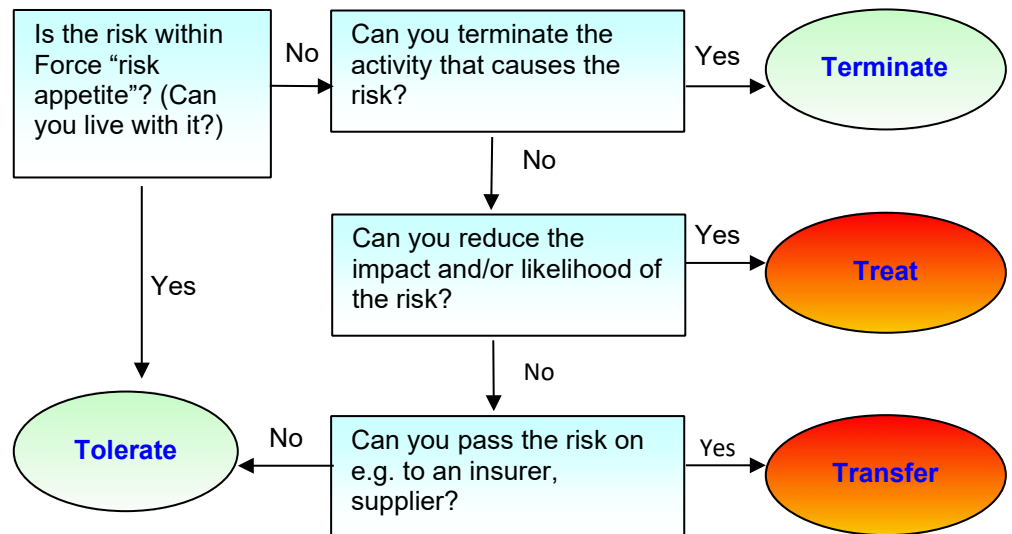 Is the risk within
Force “risk
appetite”? (Can
you live with it?)
No
Can you terminate the
activity that causes the
risk?
Yes
Terminate
No
Can you reduce the
impact and/or likelihood of
the risk?
Yes
Treat
Yes
No
Tolerate
No
Can you pass the risk on
e.g. to an insurer,
supplier?
Yes
Transfer